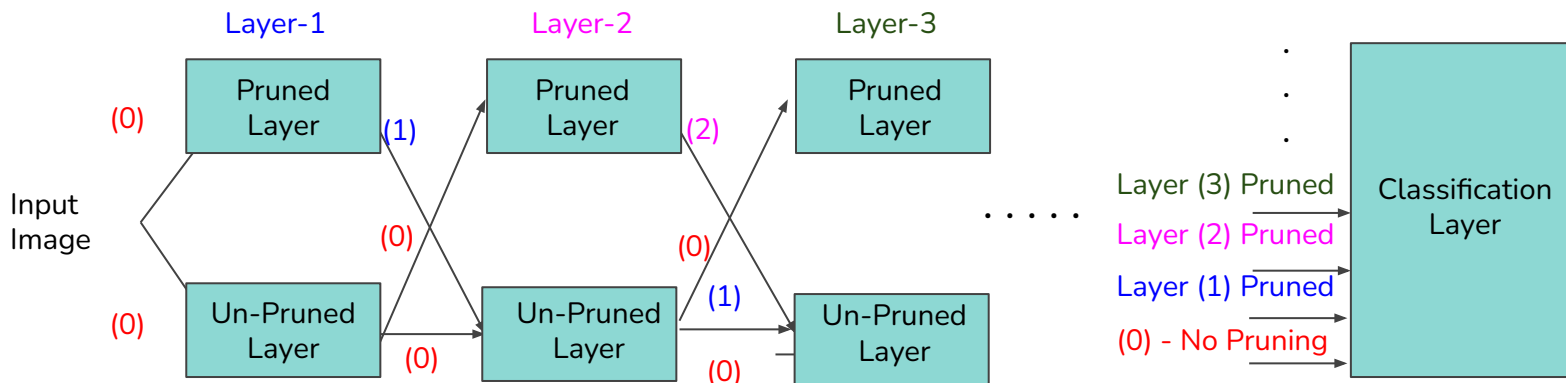 Layer-1
Layer-2
Layer-3
Pruned
Layer
Pruned
Layer
Pruned
Layer
(0)
(1)
(2)
Input
Image
(0)
(0)
. . . . .
Layer (3) Pruned
Layer (2) Pruned
Layer (1) Pruned
(0) - No Pruning
Classification
Layer
(0)
Un-Pruned
Layer
(0)
Un-Pruned
Layer
(1)
(0)
Un-Pruned
Layer